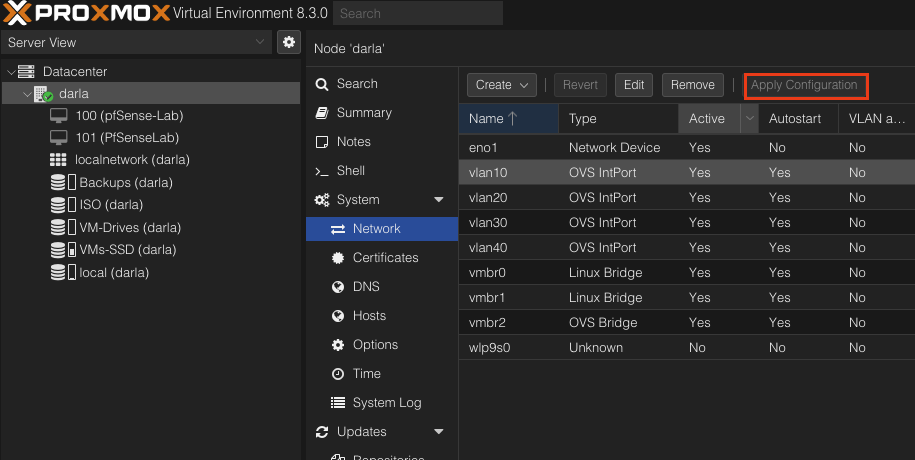 PROXMOX Virtual Environment 8.3.0 Search
Server View
Datacenter
darla
100 (pfSense-Lab)
101 (PfSenseLab)
localnetwork (darla)
Backups (darla)
ISO (darla)
VM-Drives (darla)
VMs-SSD (darla)
local (darla)
Node 'darla'
Search
Summary
Notes
Shell
System
Network
Certificates
DNS
Hosts
Options
Time
System Log
Updates
Repositories
Create Revert Edit Remove Apply Configuration
Name Type Active Autostart VLAN a...
eno1 Network Device Yes No No
vlan10 OVS IntPort Yes Yes No
vlan20 OVS IntPort Yes Yes No
vlan30 OVS IntPort Yes Yes No
vlan40 OVS IntPort Yes Yes No
vmbr0 Linux Bridge Yes Yes No
vmbr1 Linux Bridge Yes Yes No
vmbr2 OVS Bridge Yes Yes No
wlp9s0 Unknown No No No